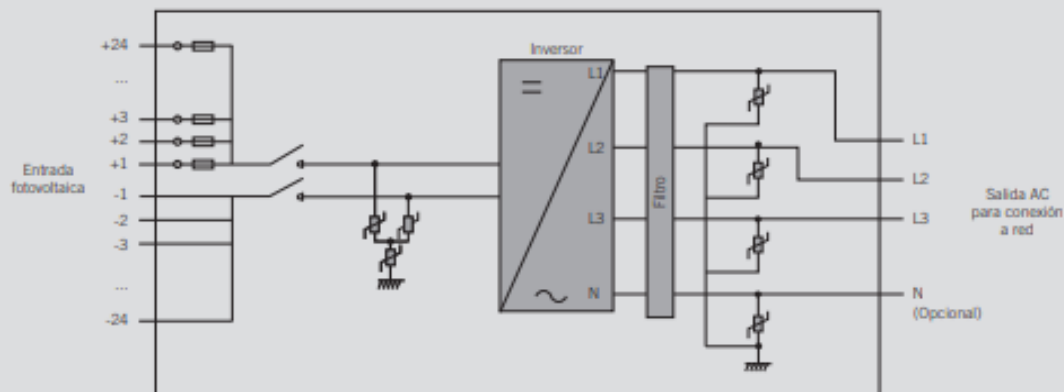 +24
...
+3
+2
+1
-1
-2
-3
...
-24
Entrada
fotovoltaica
Inversor
L1
L2
L3
N
Filtro
L1
L2
L3
N
(Opcional)
Salida AC
para conexión
a red